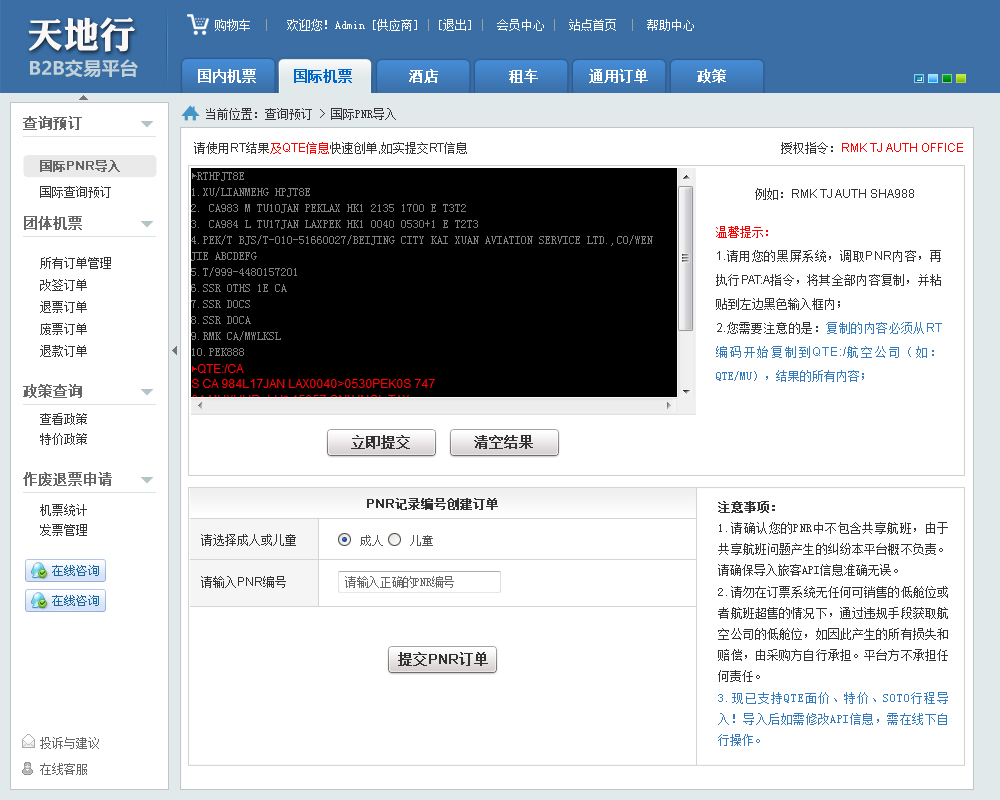 天地行
B2B交易平台
购物车 | 欢迎您! Admin [供应商] | [退出] | 会员中心 | 站点首页 | 帮助中心
国内机票 国际机票 酒店 租车 通用订单 政策
查询预订
国际PNR导入
国际查询预订
团体机票
所有订单管理
改签订单
退票订单
废票订单
退款订单
政策查询
查看政策
特价政策
作废退票申请
机票统计
发票管理
在线咨询
在线咨询
投诉与建议
在线客服
当前位置: 查询预订 > 国际PNR导入
请使用RT结果及QTE信息快速创单,如实提交RT信息
授权指令: RMK TJ AUTH OFFICE
▸RTHPJT8E
1.XU/LIANMEHG HPJT8E
2. CA983 M TU10JAN PEKLAX HK1 2135 1700 E T3T2
3. CA984 L TU17JAN LAXPEK HK1 0040 0530+1 E T2T3
4.PEK/T BJS/T-010-51660027/BEIJING CITY KAI XUAN AVIATION SERVICE LTD.,CO/WEN
JIE ABCDEFG
5.T/999-4480157201
6.SSR OTHS 1E CA
7.SSR DOCS
8.SSR DOCA
9.RMK CA/MWLKSL
10.PEK888
▸QTE:/CA
S CA 984L17JAN LAX0040>0530PEK0S 747
立即提交 清空结果
例如: RMK TJ AUTH SHA988
温馨提示:
1.请用您的黑屏系统, 调取PNR内容, 再
执行PAT:A指令, 将其全部内容复制, 并粘
贴到左边黑色输入框内;
2.您需要注意的是: 复制的内容必须从RT
编码开始复制到QTE:/航空公司 (如:
QTE/MU) , 结果的所有内容;
PNR记录编号创建订单
请选择成人或儿童 成人 儿童
请输入PNR编号 请输入正确的PNR编号
提交PNR订单
注意事项:
1.请确认您的PNR中不包含共享航班, 由于
共享航班问题产生的纠纷本平台概不负责。
请确保导入旅客API信息准确无误。
2.请勿在订票系统无任何可销售的低舱位或
者航班超售的情况下, 通过违规手段获取航
空公司的低舱位, 如因此产生的所有损失和
赔偿, 由采购方自行承担。平台方不承担任
何责任。
3.现已支持QTE面价、特价、SOTO行程导
入! 导入后如需修改API信息, 需在线下自
行操作。